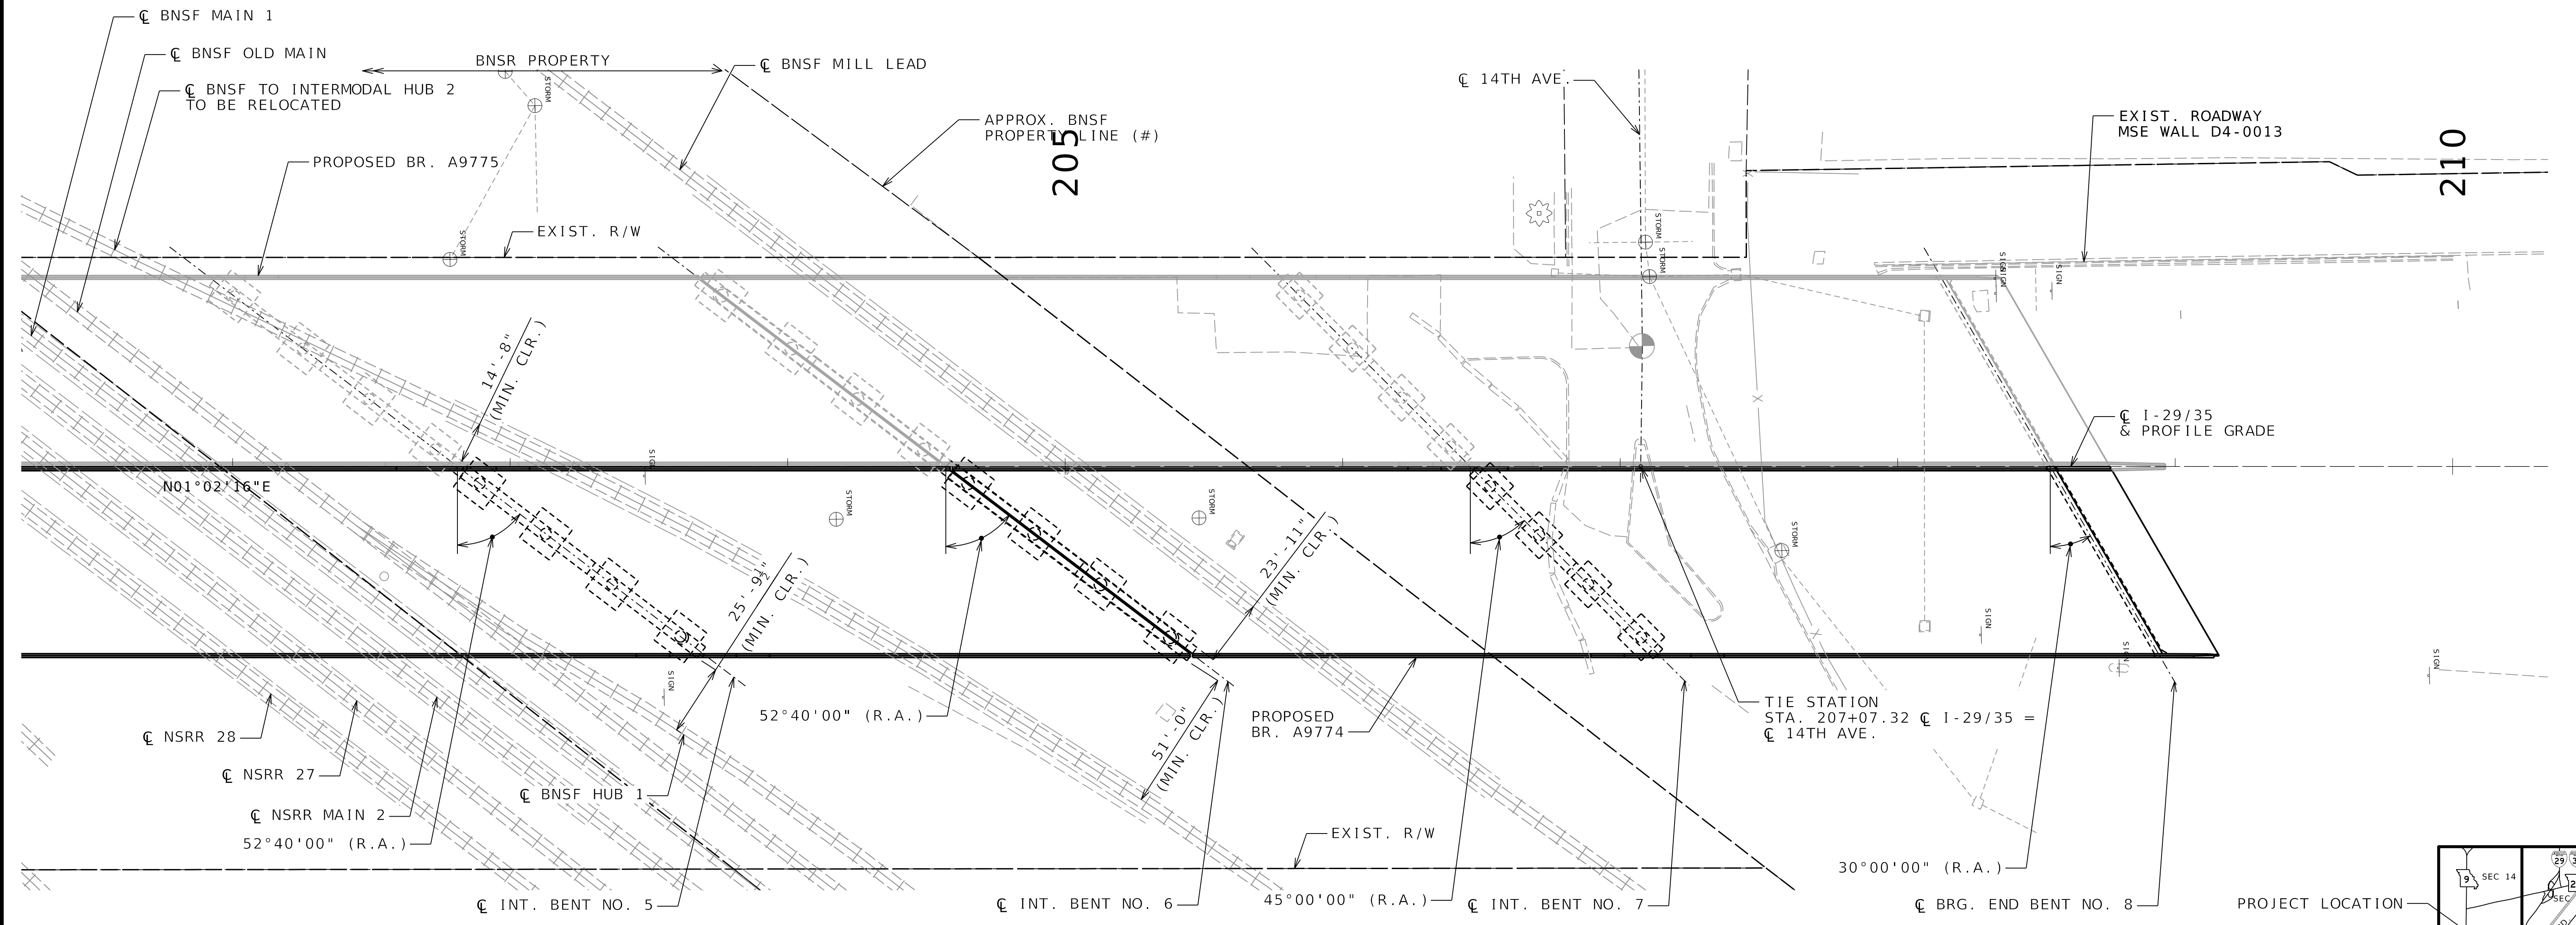 ℄ BNSF MAIN 1
℄ BNSF OLD MAIN
℄ BNSF TO INTERMODAL HUB 2
TO BE RELOCATED
BNSR PROPERTY
STORM
℄ BNSF MILL LEAD
APPROX. BNSF
PROPERTY LINE (#)
205
℄ 14TH AVE.
EXIST. ROADWAY
MSE WALL D4-0013
210
PROPOSED BR. A9775
EXIST. R/W
STORM
STORM
STORM
SIGN
SIGN
SIGN
14'-8"
(MIN. CLR.)
℄ I-29/35
& PROFILE GRADE
N01°02'16"E
SIGN
STORM
STORM
STORM
25'-9½"
(MIN. CLR.)
23'-11"
(MIN. CLR.)
SIGN
SIGN
SIGN
SIGN
52°40'00" (R.A.)
51'-0"
(MIN. CLR.)
PROPOSED
BR. A9774
TIE STATION
STA. 207+07.32 ℄ I-29/35 =
℄ 14TH AVE.
℄ NSRR 28
℄ NSRR 27
℄ BNSF HUB 1
℄ NSRR MAIN 2
52°40'00" (R.A.)
EXIST. R/W
30°00'00" (R.A.)
℄ INT. BENT NO. 5
℄ INT. BENT NO. 6
45°00'00" (R.A.)
℄ INT. BENT NO. 7
℄ BRG. END BENT NO. 8
PROJECT LOCATION
9
SEC 14
29
SEC